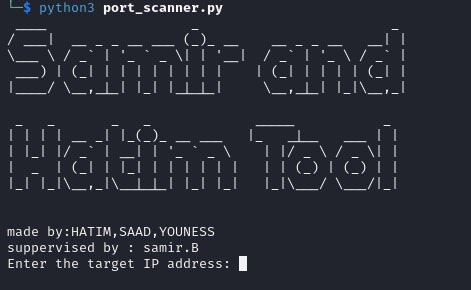 └─$ python3 port_scanner.py
Samir and
Hatim Tool
made by:HATIM,SAAD,YOUNESS
suppervised by : samir.B
Enter the target IP address: